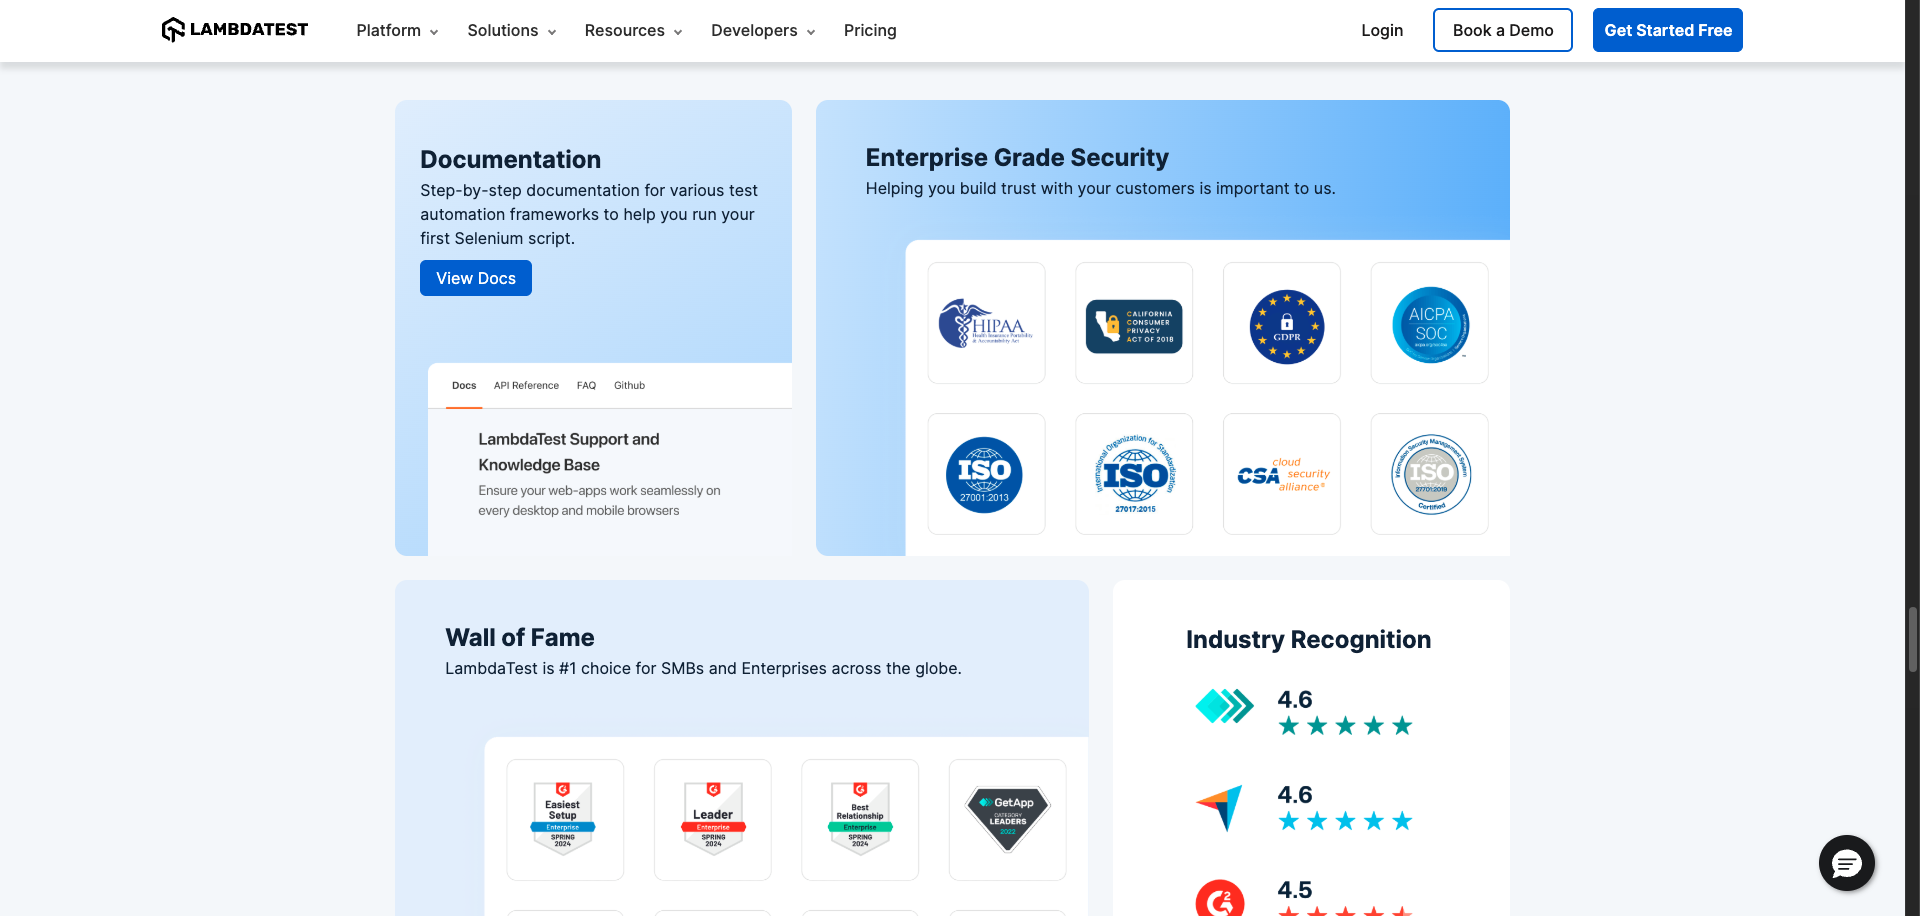 LAMBDATEST
Platform
Solutions
Resources
Developers
Pricing
Login
Book a Demo
Get Started Free
Documentation
Step-by-step documentation for various test
automation frameworks to help you run your
first Selenium script.
View Docs
Docs
API Reference
FAQ
Github
LambdaTest Support and
Knowledge Base
Ensure your web-apps work seamlessly on
every desktop and mobile browsers
Enterprise Grade Security
Helping you build trust with your customers is important to us.
HIPAA
Health Insurance Portability
& Accountability Act
CALIFORNIA
CONSUMER
PRIVACY
ACT OF 2018
GDPR
AICPA
SOC
ISO
27001:2013
International Organization for Standardization
ISO
27017:2015
CSA
cloud
security
alliance®
Information Security Management System
ISO
27701:2019
Certified
Wall of Fame
LambdaTest is #1 choice for SMBs and Enterprises across the globe.
Easiest
Setup
Enterprise
SPRING
2024
Leader
Enterprise
SPRING
2024
Best
Relationship
Enterprise
SPRING
2024
GetApp
CATEGORY
LEADERS
2022
Industry Recognition
4.6
4.6
4.5